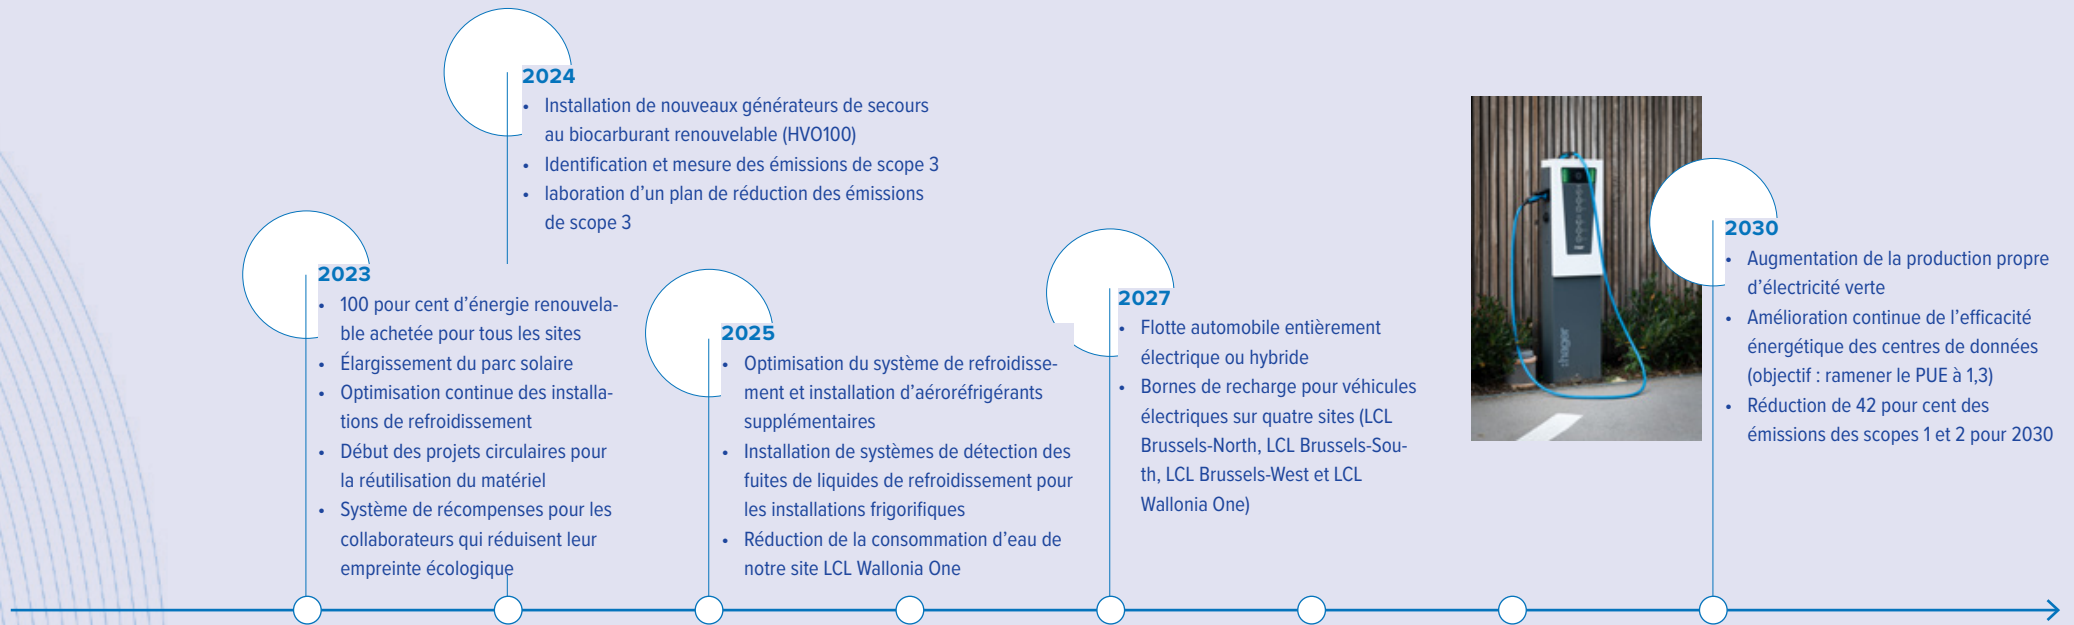 2024
• Installation de nouveaux générateurs de secours
au biocarburant renouvelable (HVO100)
• Identification et mesure des émissions de scope 3
• laboration d’un plan de réduction des émissions
de scope 3
2023
• 100 pour cent d’énergie renouvela-
ble achetée pour tous les sites
• Élargissement du parc solaire
• Optimisation continue des installa-
tions de refroidissement
• Début des projets circulaires pour
la réutilisation du matériel
• Système de récompenses pour les
collaborateurs qui réduisent leur
empreinte écologique
2025
• Optimisation du système de refroidisse-
ment et installation d’aéroréfrigérants
supplémentaires
• Installation de systèmes de détection des
fuites de liquides de refroidissement pour
les installations frigorifiques
• Réduction de la consommation d’eau de
notre site LCL Wallonia One
2027
• Flotte automobile entièrement
électrique ou hybride
• Bornes de recharge pour véhicules
électriques sur quatre sites (LCL
Brussels-North, LCL Brussels-Sou-
th, LCL Brussels-West et LCL
Wallonia One)
:hager
2030
• Augmentation de la production propre
d’électricité verte
• Amélioration continue de l’efficacité
énergétique des centres de données
(objectif : ramener le PUE à 1,3)
• Réduction de 42 pour cent des
émissions des scopes 1 et 2 pour 2030